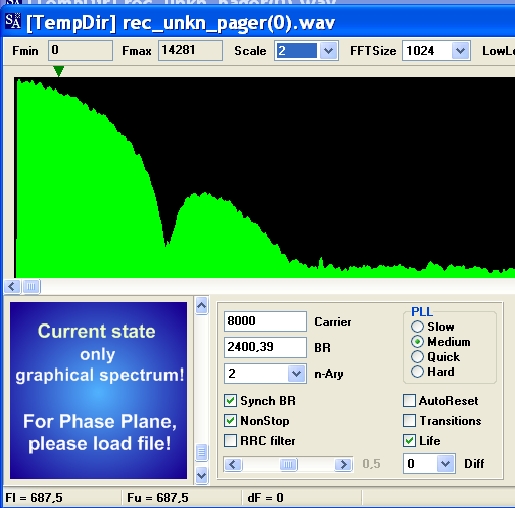 SA [TempDir] rec_unkn_pager(0).wav
Fmin 0 Fmax 14281 Scale 2 FFTSize 1024
Current state
only
graphical spectrum!
For Phase Plane,
please load file!
8000 Carrier
2400,39 BR
2 n-Ary
Synch BR
NonStop
RRC filter
0,5
PLL
Slow
Medium
Quick
Hard
AutoReset
Transitions
Life
0 Diff
Fl = 687,5 Fu = 687,5 dF = 0